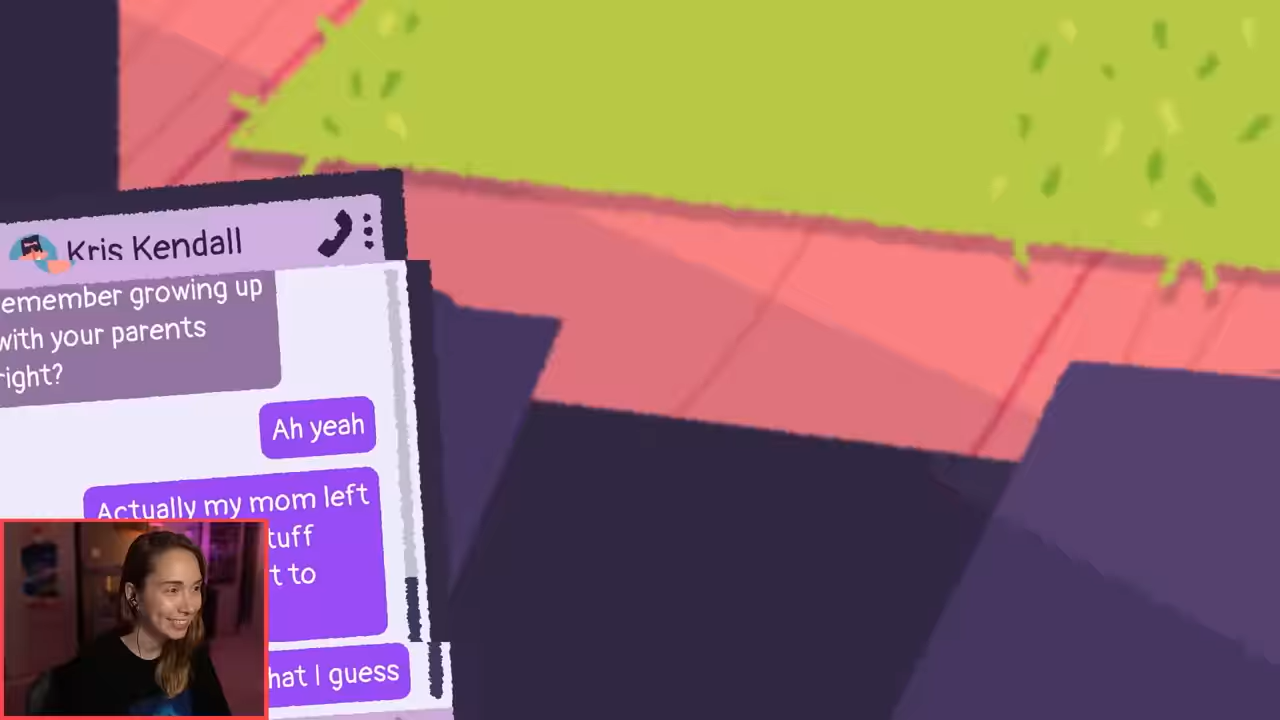 Kris Kendall
emember growing up
with your parents
right?
Ah yeah
Actually my mom left
tuff
t to
hat I guess